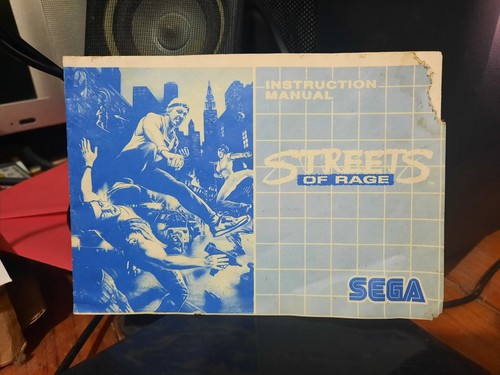 INSTRUCTION
MANUAL
STREETS
OF RAGE
SEGA